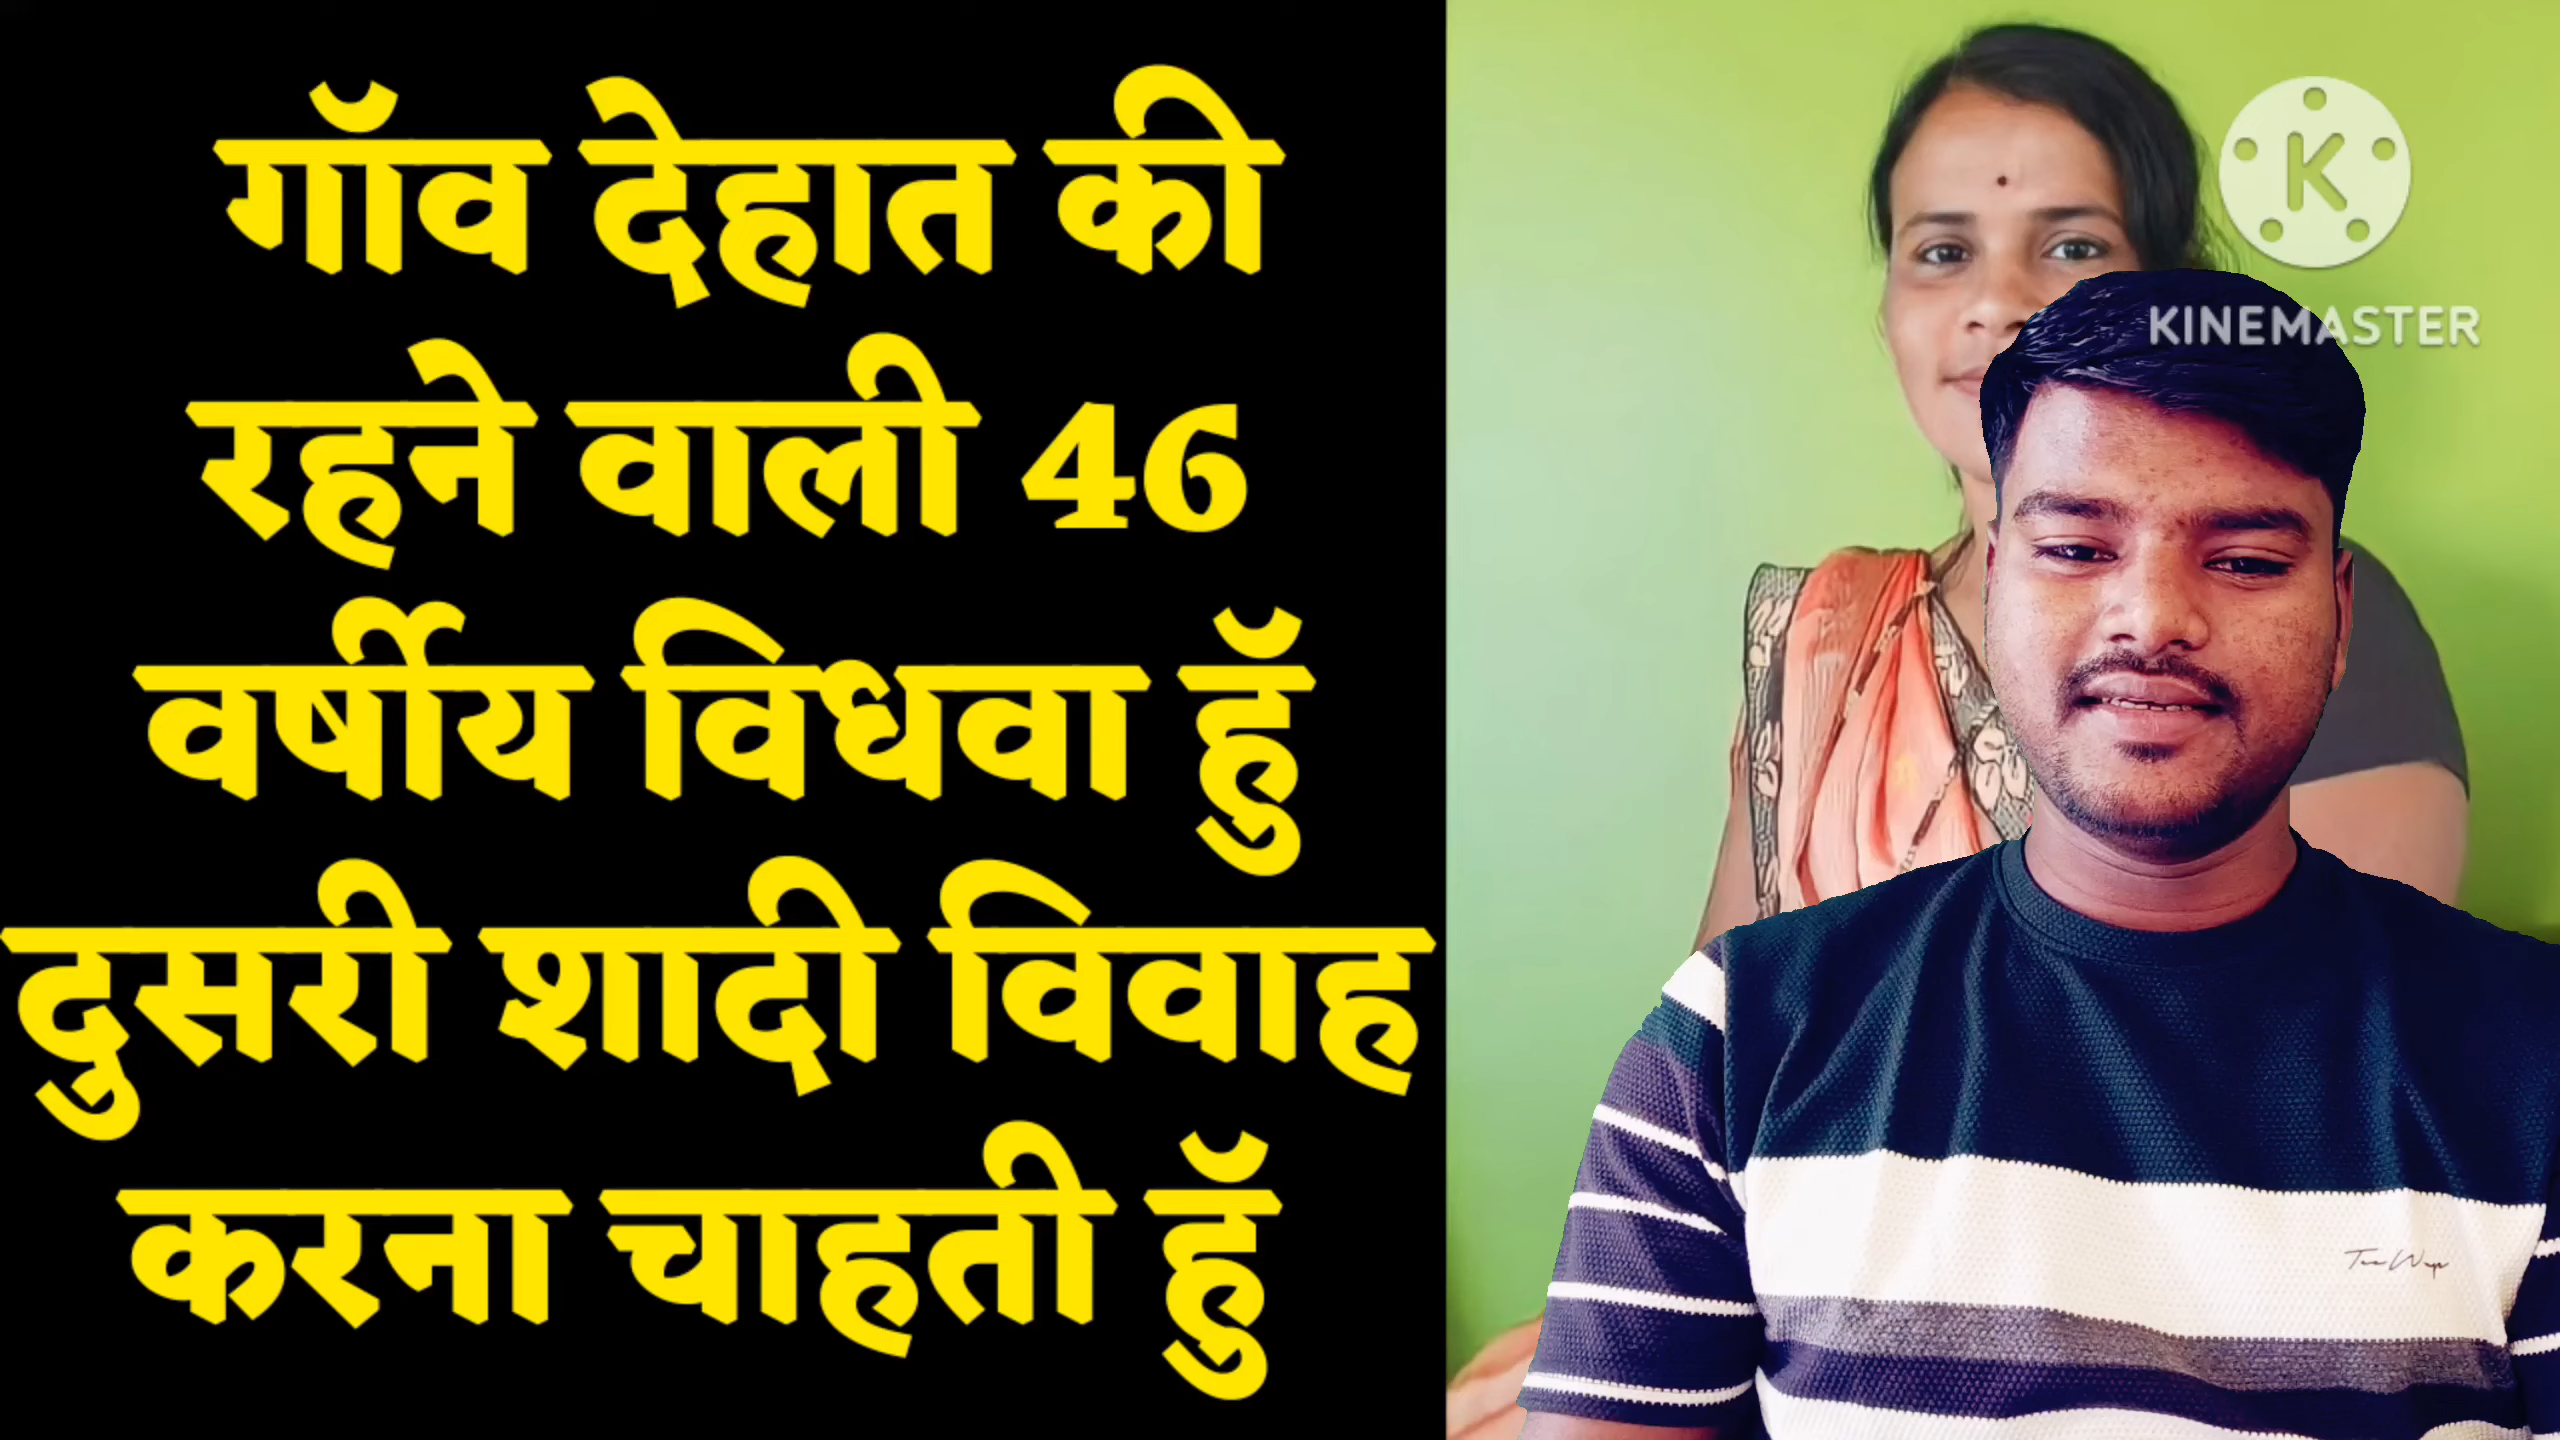 गॉव देहात की
रहने वाली 46
वर्षीय विधवा हुॅ
दुसरी शादी विवाह
करना चाहती हुॅ
K
KINEMASTER